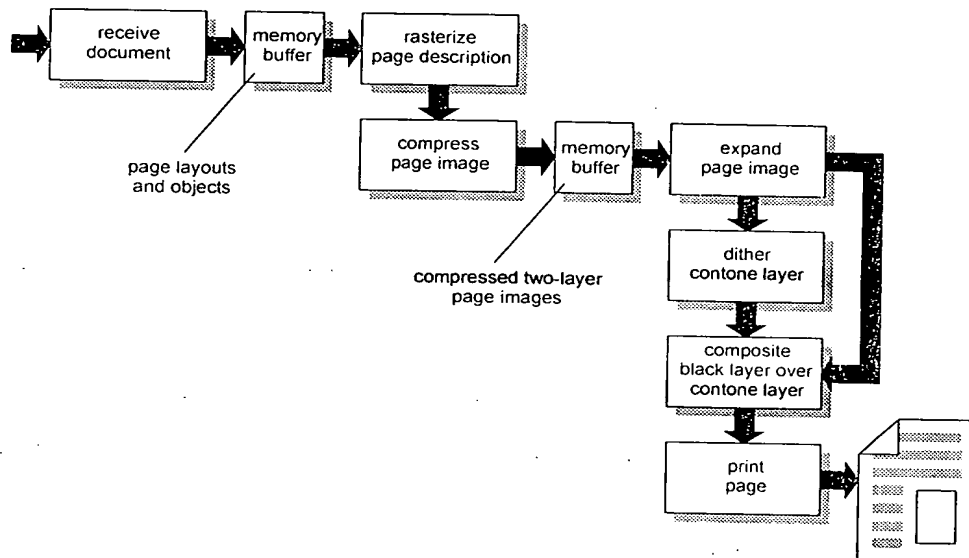 receive
document
memory
buffer
rasterize
page description
compress
page image
memory
buffer
expand
page image
page layouts
and objects
dither
contone layer
compressed two-layer
page images
composite
black layer over
contone layer
print
page